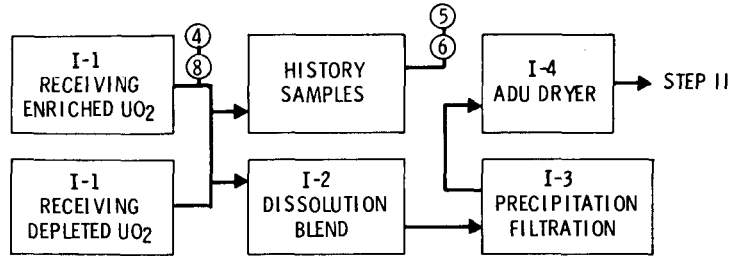 I-1
RECEIVING
ENRICHED UO2
4
8
HISTORY
SAMPLES
5
6
I-4
ADU DRYER
STEP II
I-1
RECEIVING
DEPLETED UO2
I-2
DISSOLUTION
BLEND
I-3
PRECIPITATION
FILTRATION